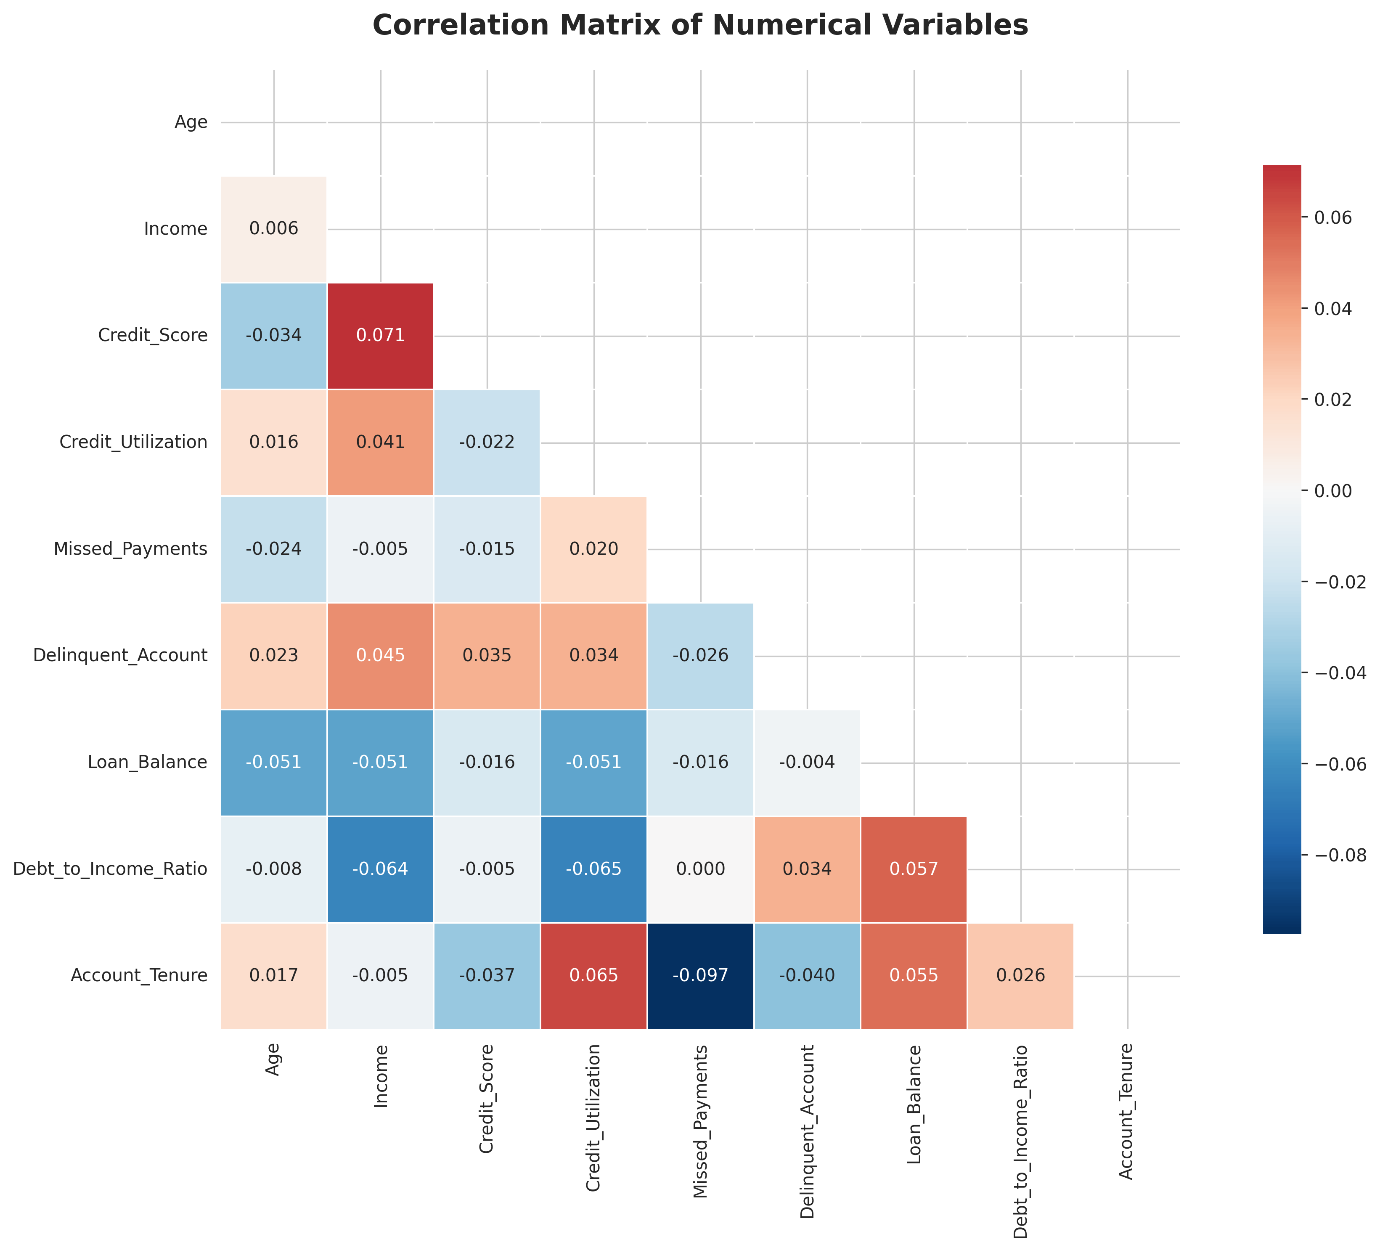 Correlation Matrix of Numerical Variables
Age
Income 0.006
Credit_Score -0.034 0.071
Credit_Utilization 0.016 0.041 -0.022
Missed_Payments -0.024 -0.005 -0.015 0.020
Delinquent_Account 0.023 0.045 0.035 0.034 -0.026
Loan_Balance -0.051 -0.051 -0.016 -0.051 -0.016 -0.004
Debt_to_Income_Ratio -0.008 -0.064 -0.005 -0.065 0.000 0.034 0.057
Account_Tenure 0.017 -0.005 -0.037 0.065 -0.097 -0.040 0.055 0.026
Age
Income
Credit_Score
Credit_Utilization
Missed_Payments
Delinquent_Account
Loan_Balance
Debt_to_Income_Ratio
Account_Tenure
0.06
0.04
0.02
0.00
−0.02
−0.04
−0.06
−0.08